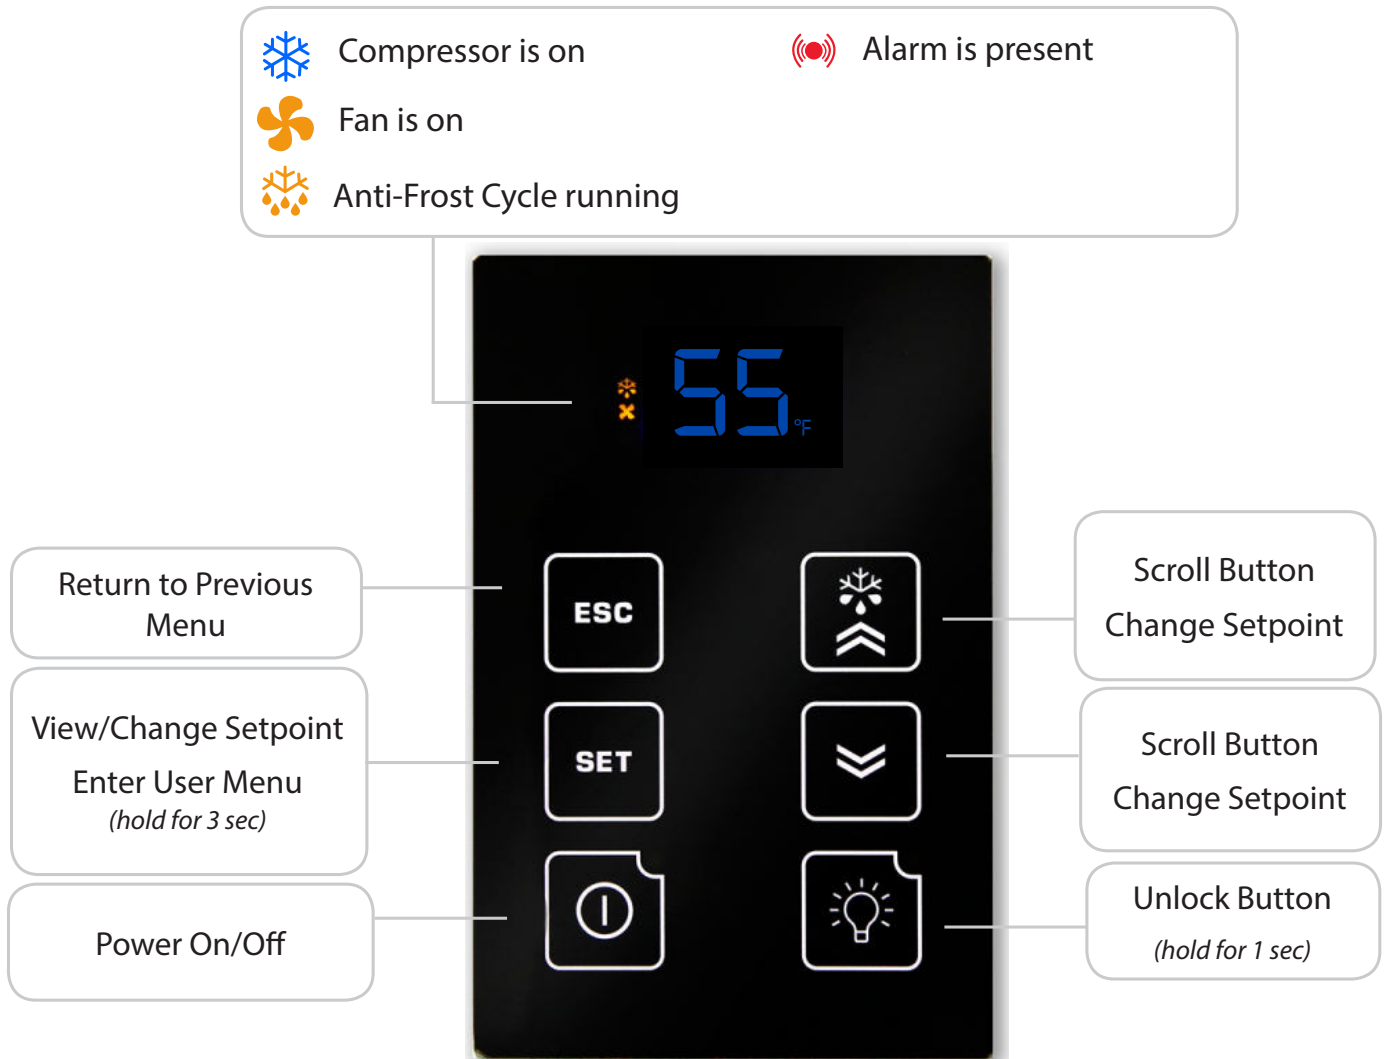 Compressor is on
Alarm is present
Fan is on
Anti-Frost Cycle running
55 °F
Return to Previous
Menu
ESC
Scroll Button
Change Setpoint
View/Change Setpoint
Enter User Menu
(hold for 3 sec)
SET
Scroll Button
Change Setpoint
Power On/Off
Unlock Button
(hold for 1 sec)